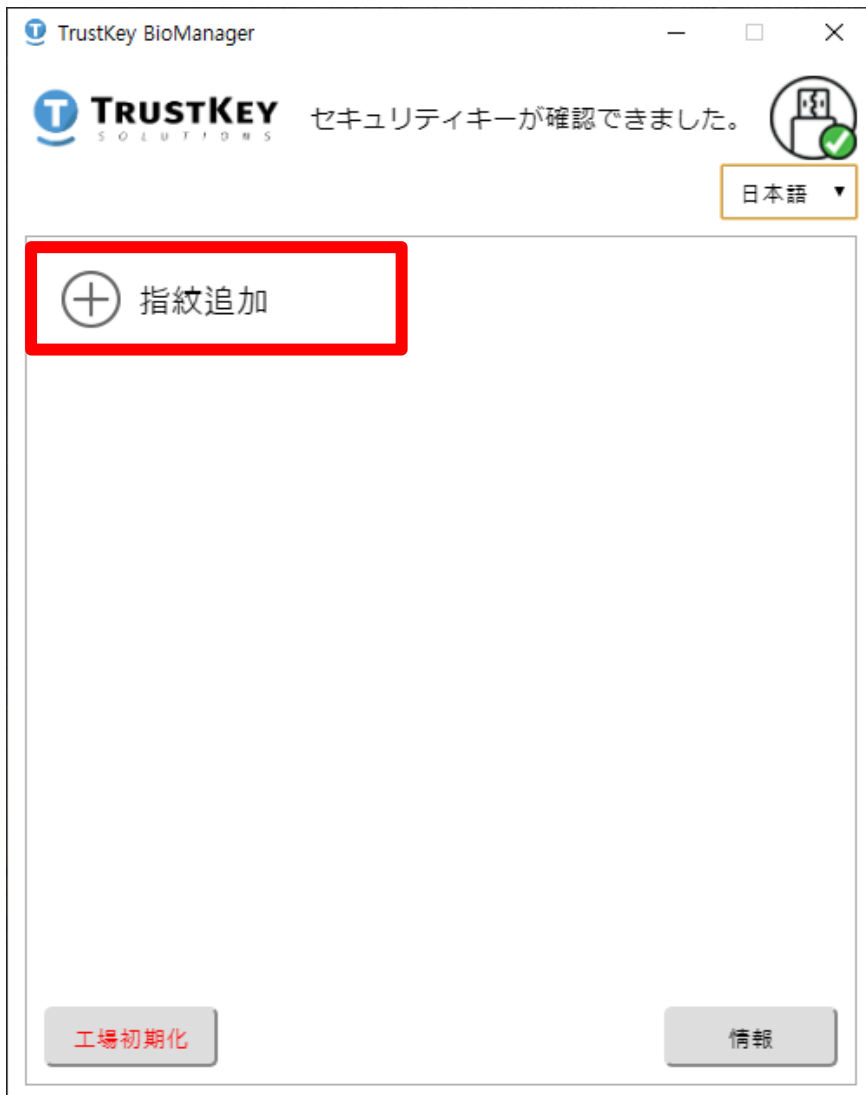 TrustKey BioManager
TRUSTKEY
SOLUTIONS
セキュリティキーが確認できました。
日本語 ▼
指紋追加
工場初期化
情報